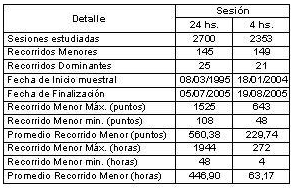 Detalle Sesión
24 hs. 4 hs.
Sesiones estudiadas 2700 2353
Recorridos Menores 145 149
Recorridos Dominantes 25 21
Fecha de Inicio muestral 08/03/1995 18/01/2004
Fecha de Finalización 05/07/2005 19/08/2005
Recorrido Menor Máx. (puntos) 1525 643
Recorrido Menor min. (puntos) 108 48
Promedio Recorrido Menor (puntos) 560,38 229,74
Recorrido Menor Máx. (horas) 1944 272
Recorrido Menor min. (horas) 48 4
Promedio Recorrido Menor (horas) 446,90 63,17